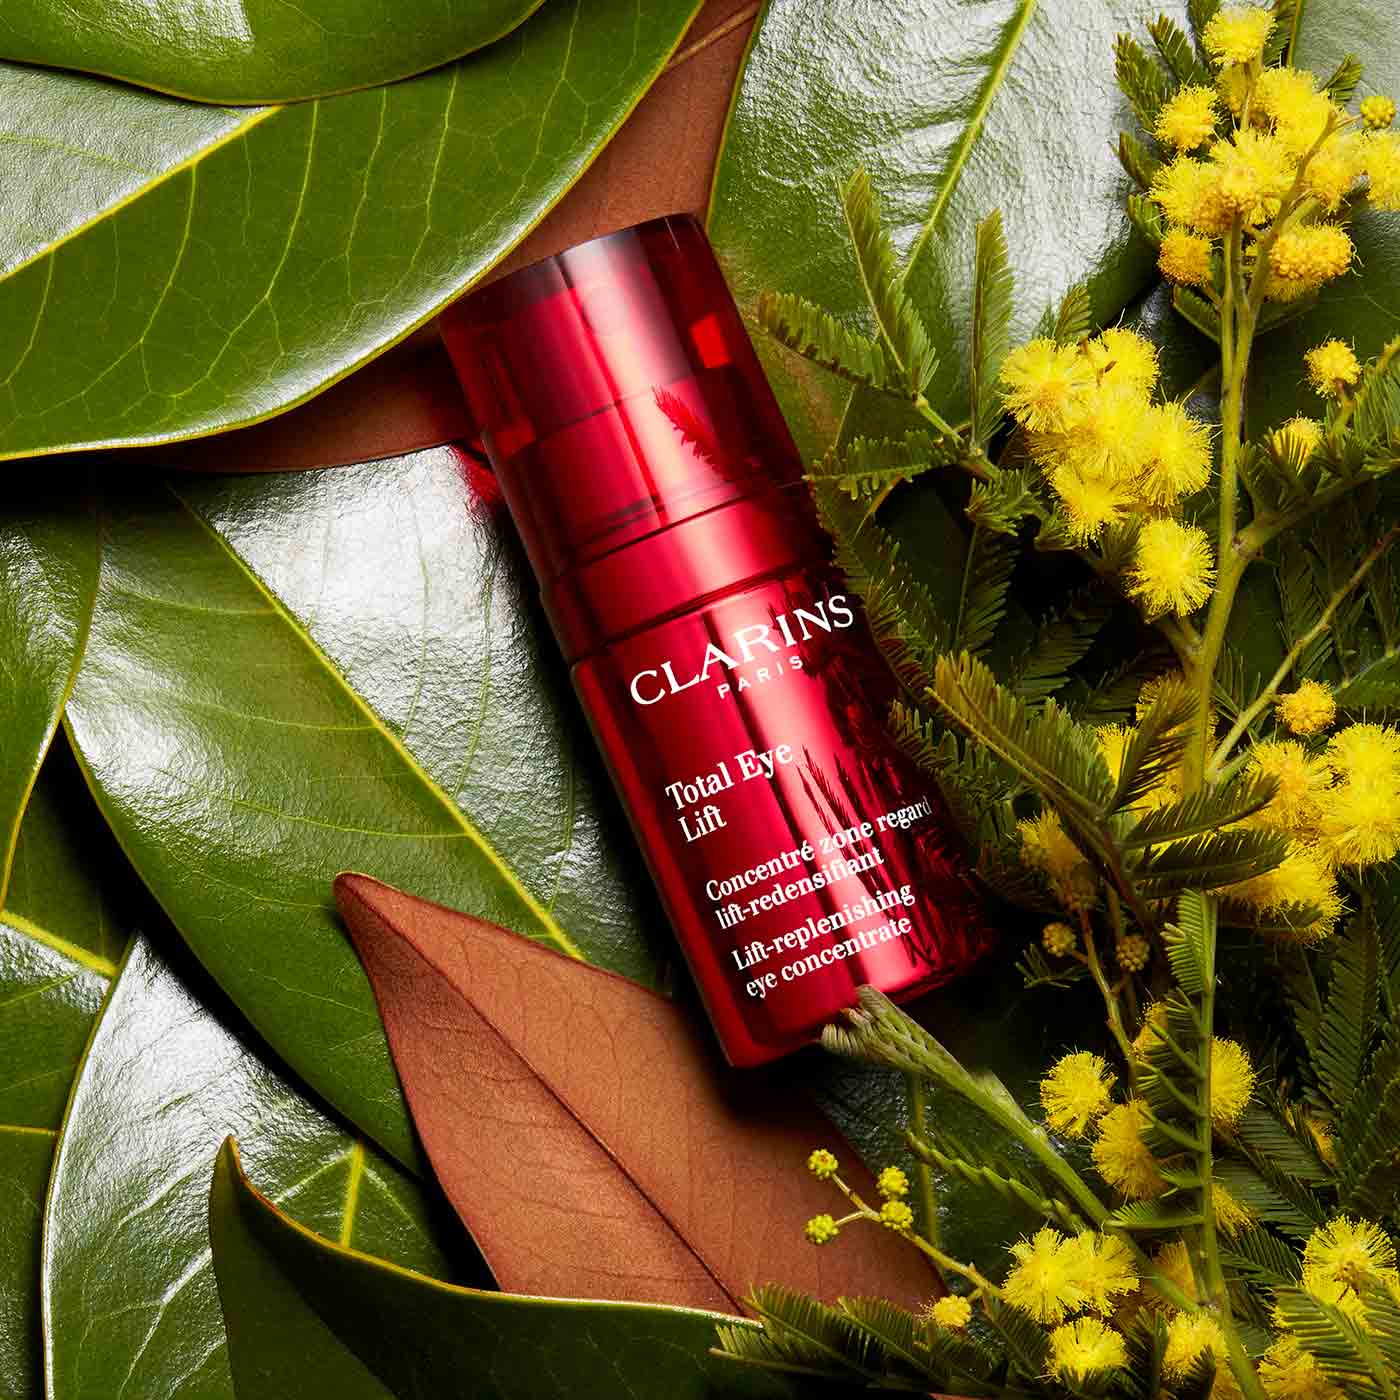 CLARINS
PARIS
Total Eye
Lift
Concentré zone regard
lift-redensifiant
Lift-replenishing
eye concentrate